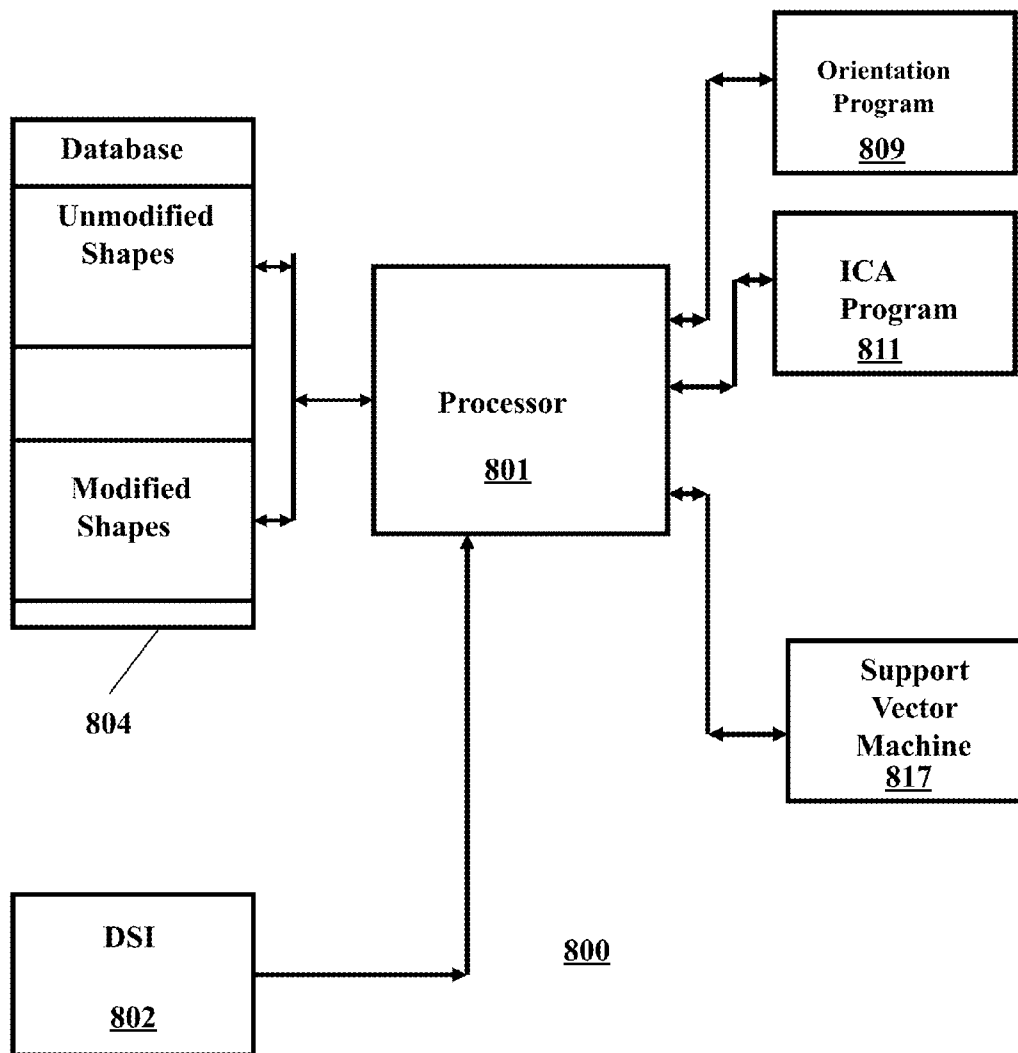 Database
Unmodified
Shapes
Modified
Shapes
804
Processor
801
Orientation
Program
809
ICA
Program
811
Support
Vector
Machine
817
DSI
802
800